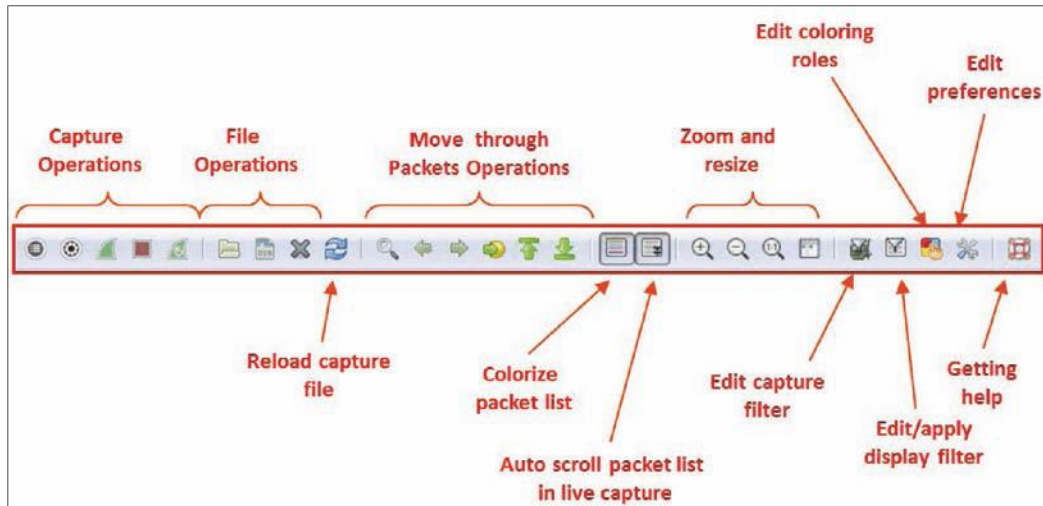 Edit coloring
roles
Edit
preferences
Capture
Operations
File
Operations
Move through
Packets Operations
Zoom and
resize
Reload capture
file
Colorize
packet list
Auto scroll packet list
in live capture
Edit capture
filter
Edit/apply
display filter
Getting
help